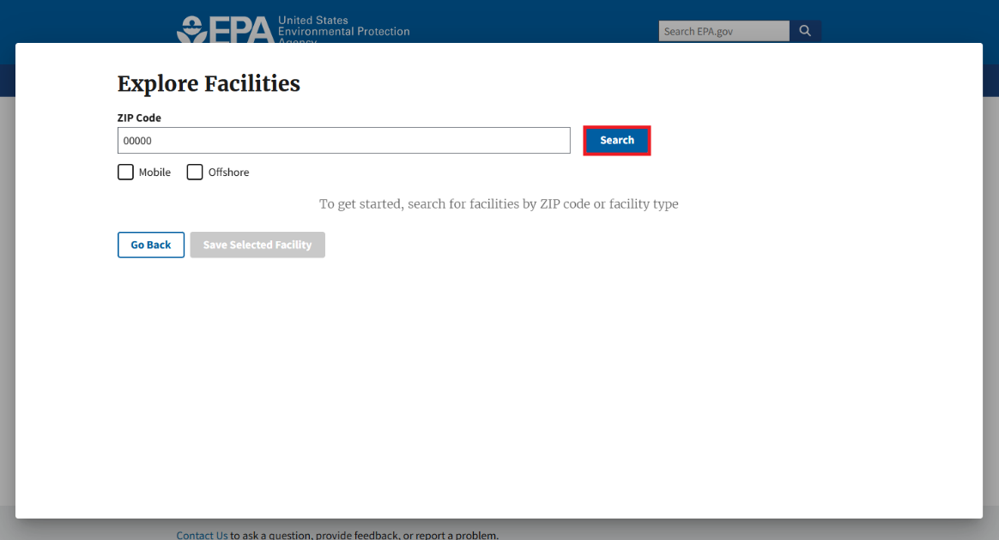 EPA
United States
Environmental Protection
Agency
Search EPA.gov
Explore Facilities
ZIP Code
00000
Search
Mobile Offshore
To get started, search for facilities by ZIP code or facility type
Go Back Save Selected Facility
Contact Us to ask a question, provide feedback, or report a problem.